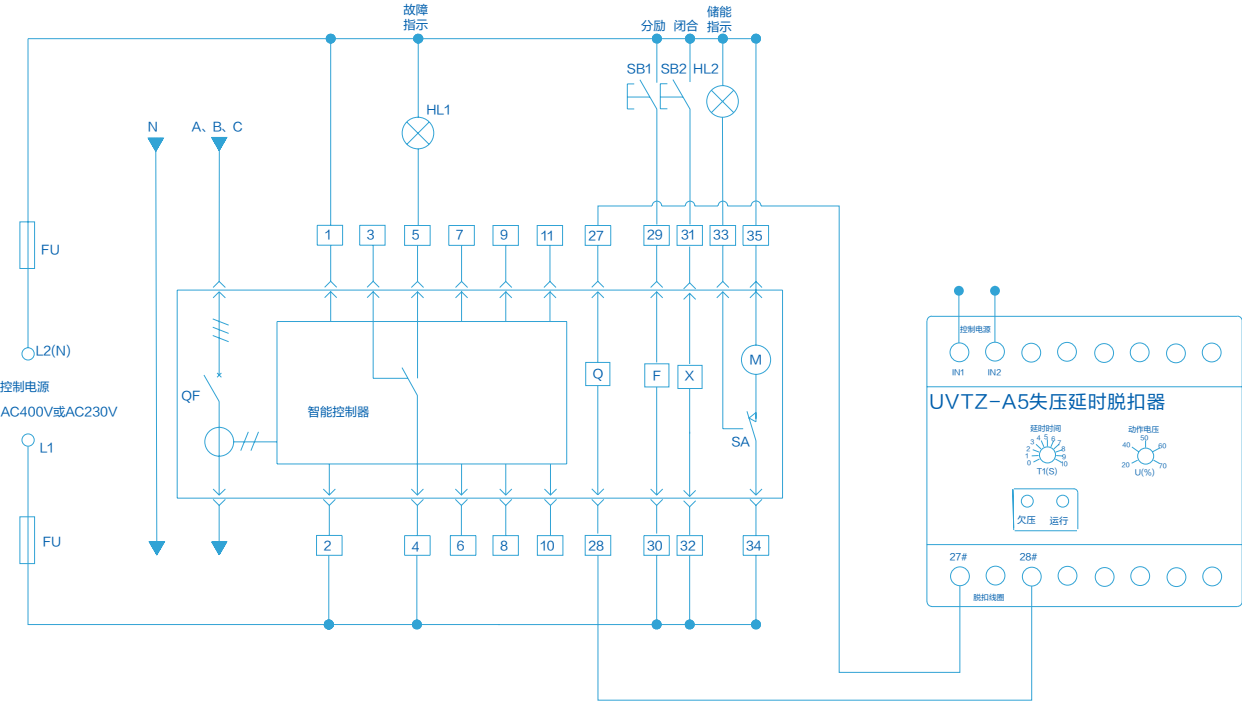 故障
指示
分励
闭合
储能
指示
SB1
SB2
HL2
HL1
N
A、B、C
FU
L2(N)
控制电源
AC400V或AC230V
L1
FU
1
3
5
7
9
11
27
29
31
33
35
QF
智能控制器
Q
F
X
M
SA
2
4
6
8
10
28
30
32
34
控制电源
IN1
IN2
UVTZ-A5失压延时脱扣器
延时时间
0
1
2
3
4
5
6
7
8
9
10
T1(S)
动作电压
20
40
50
60
70
U(%)
欠压
运行
27#
28#
脱扣线圈